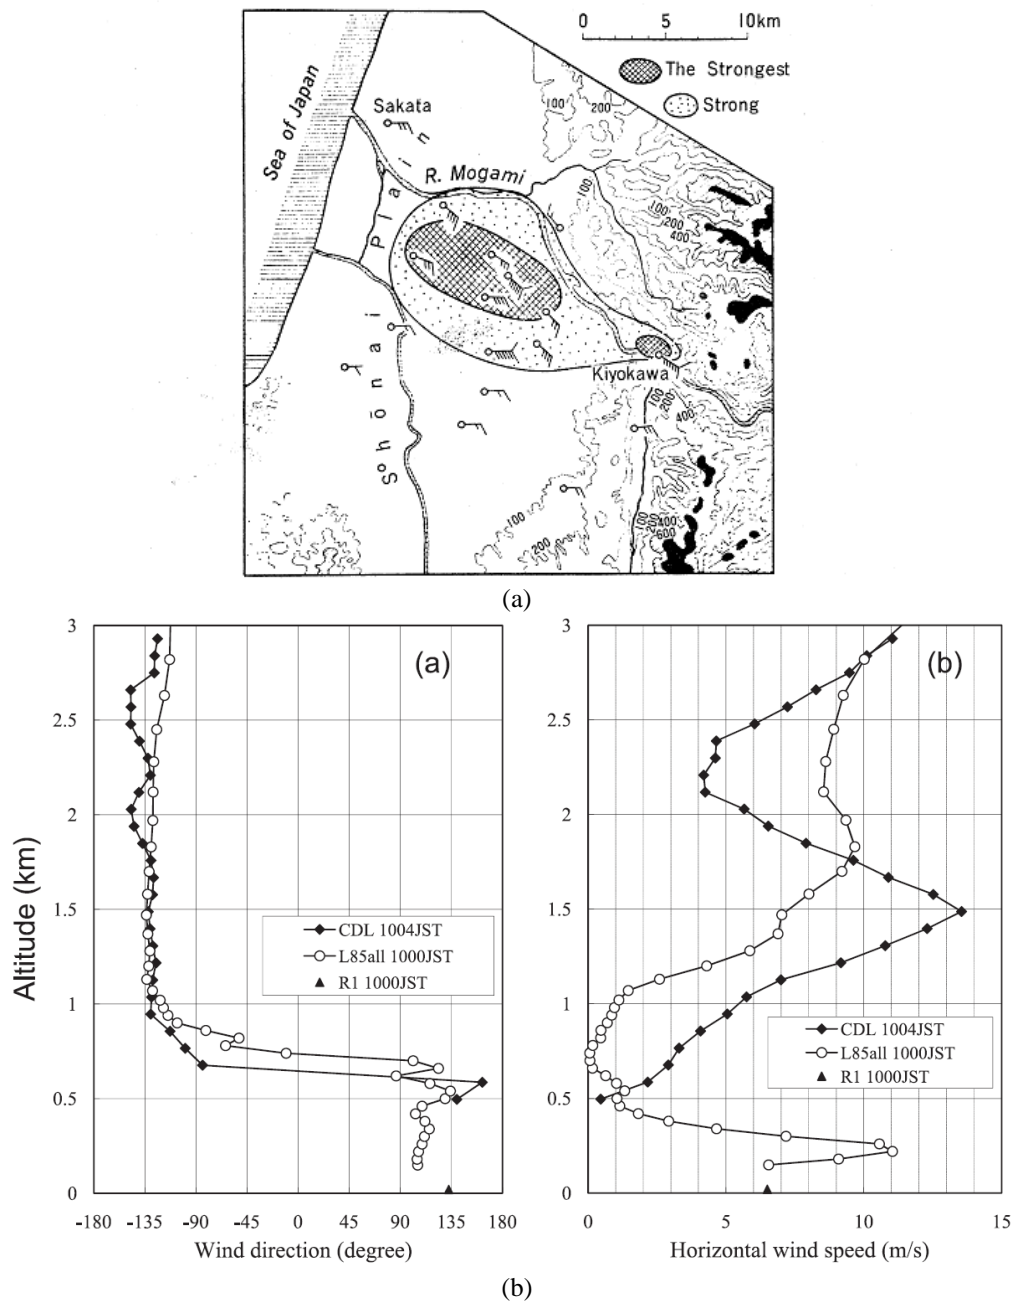 0 5 10km
The Strongest
Strong
Sea of Japan
Sakata
Plain
R. Mogami
100
200
100
100
200
400
Shōnai
Kiyokawa
100
200
400
100
200
100
200
400
600
(a)
3
2.5
2
1.5
1
0.5
0
Altitude (km)
(a)
CDL 1004JST
L85all 1000JST
R1 1000JST
-180 -135 -90 -45 0 45 90 135 180
Wind direction (degree)
3
2.5
2
1.5
1
0.5
0
(b)
CDL 1004JST
L85all 1000JST
R1 1000JST
0 5 10 15
Horizontal wind speed (m/s)
(b)